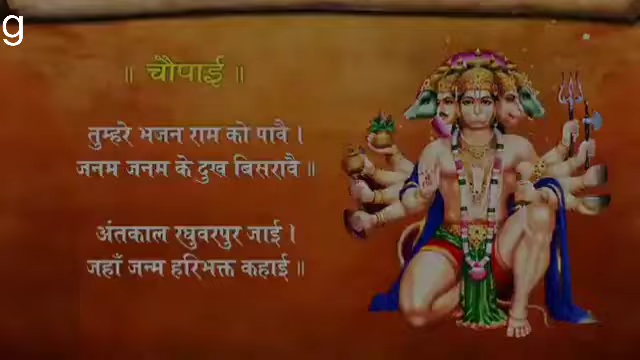 g
॥ चौपाई ॥
तुम्हरे भजन राम को पावै।
जनम जनम के दुख बिसरावै॥
अंतकाल रघुवरपुर जाई।
जहाँ जन्म हरिभक्त कहाई॥